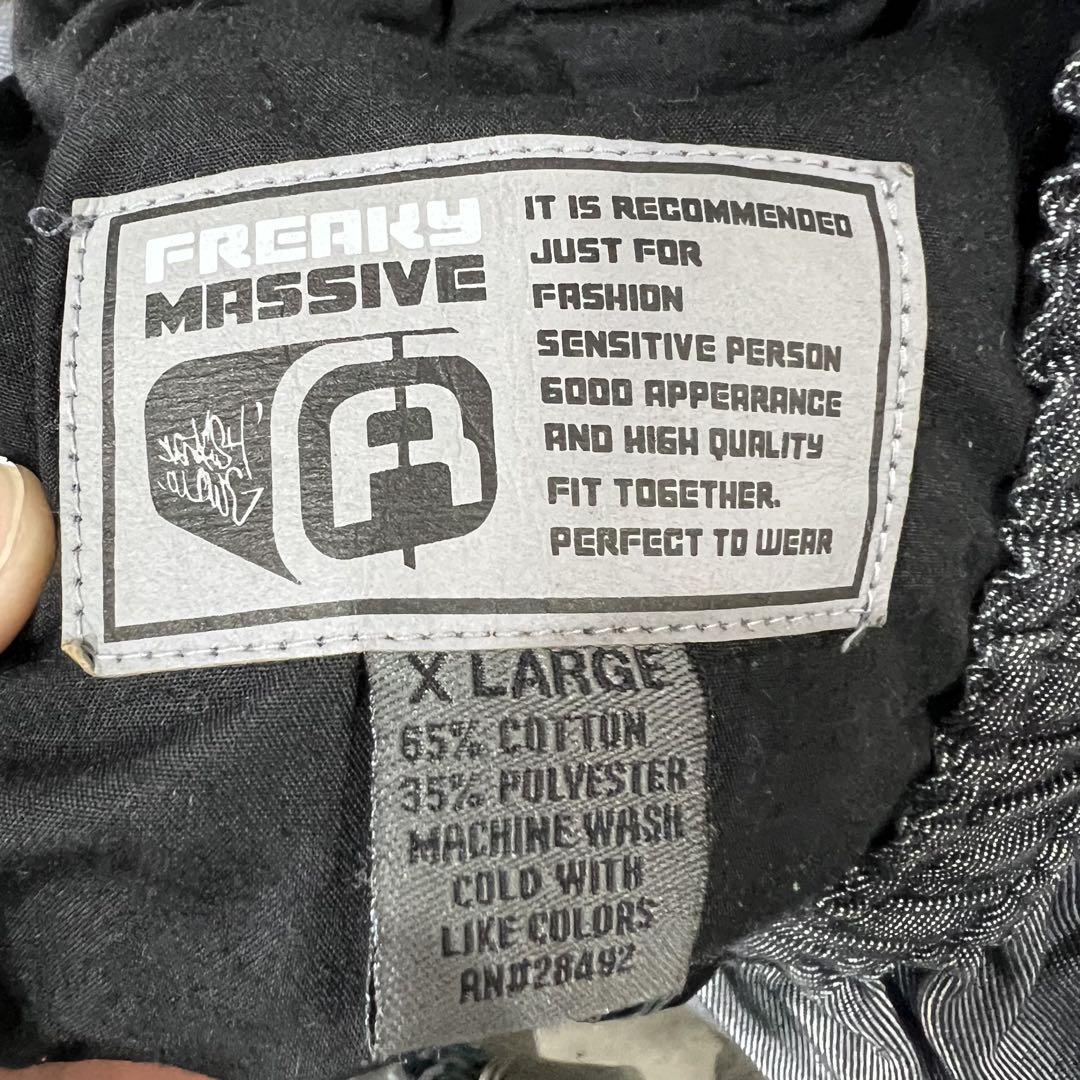 FREAKY
MASSIVE
IT IS RECOMMENDED
JUST FOR
FASHION
SENSITIVE PERSON
GOOD APPEARANCE
AND HIGH QUALITY
FIT TOGETHER.
PERFECT TO WEAR
X LARGE
65% COTTON
35% POLYESTER
MACHINE WASH
COLD WITH
LIKE COLORS
AN#28492